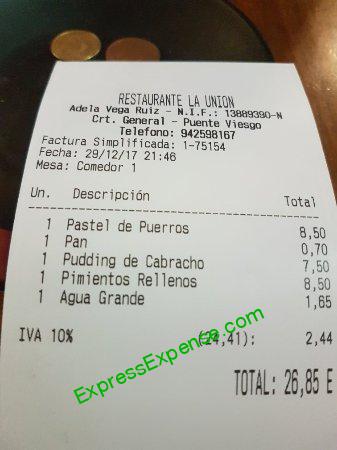 RESTAURANTE LA UNION
Adela Vega Ruiz - N.I.F.: 13889390-N
Crt. General - Puente Viesgo
Telefono: 942598167
Factura Simplificada: 1-75154
Fecha: 29/12/17 21:46
Mesa: Comedor 1
Un. Descripción Total
1 Pastel de Puerros 8,50
1 Pan 0,70
1 Pudding de Cabracho 7,50
1 Pimientos Rellenos 8,50
1 Agua Grande 1,65
IVA 10% (24,41): 2,44
ExpressExpence.com
TOTAL: 26,85 E